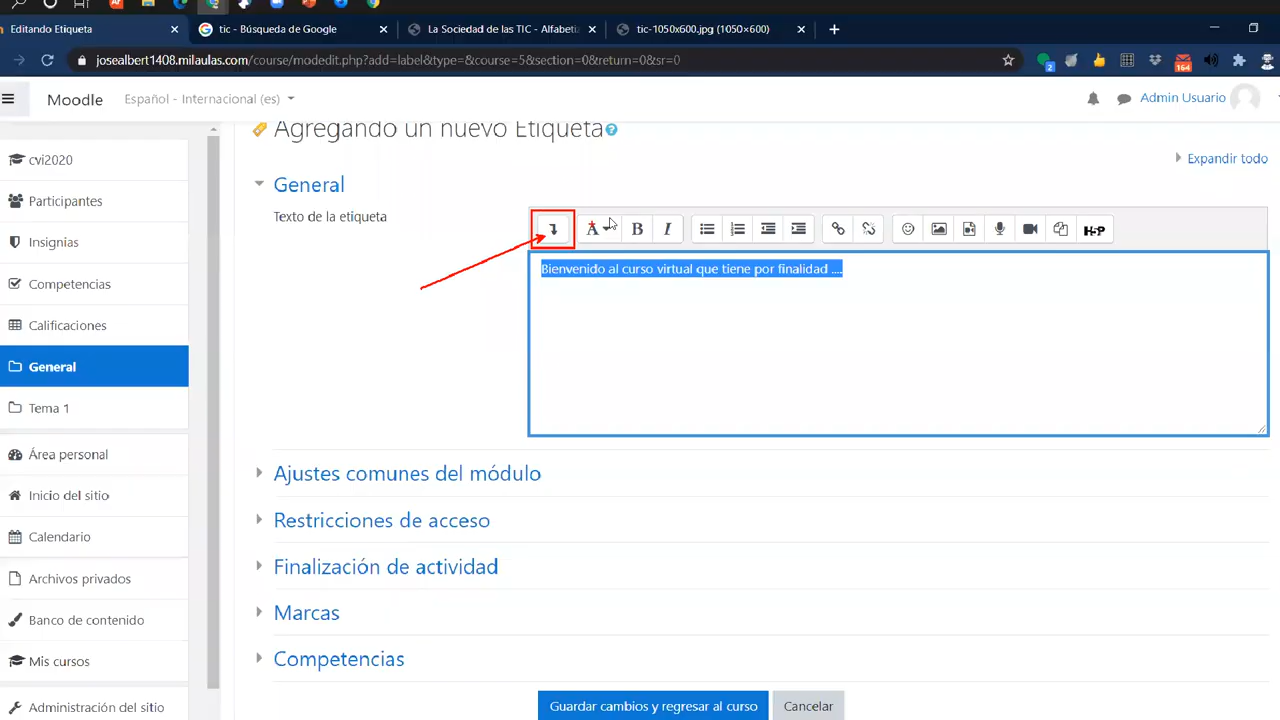 Editando Etiqueta
tic - Búsqueda de Google
La Sociedad de las TIC - Alfabeti
tic-1050x600.jpg (1050×600)
josealbert1408.milaulas.com/course/modedit.php?add=label&type=&course=5&section=0&return=0&sr=0
2
164
Moodle
Español - Internacional (es)
Admin Usuario
Agregando un nuevo Etiqueta
Expandir todo
General
Texto de la etiqueta
A
B
I
H5P
Bienvenido al curso virtual que tiene por finalidad ....
cvi2020
Participantes
Insignias
Competencias
Calificaciones
General
Tema 1
Área personal
Inicio del sitio
Calendario
Archivos privados
Banco de contenido
Mis cursos
Administración del sitio
Ajustes comunes del módulo
Restricciones de acceso
Finalización de actividad
Marcas
Competencias
Guardar cambios y regresar al curso
Cancelar